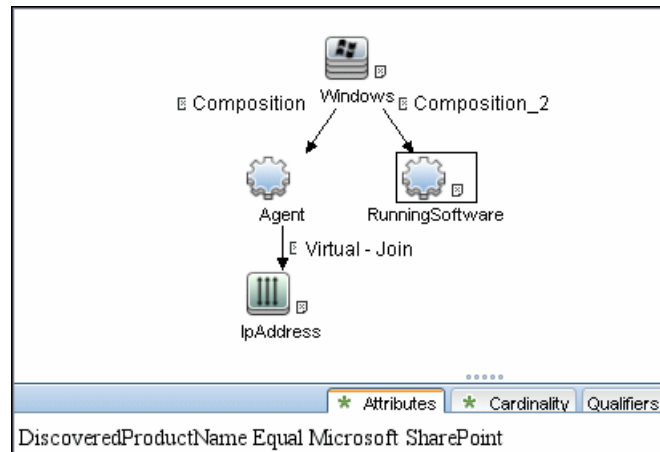 Windows
Composition
Composition_2
Agent
RunningSoftware
Virtual - Join
IpAddress
* Attributes
* Cardinality
Qualifiers
DiscoveredProductName Equal Microsoft SharePoint